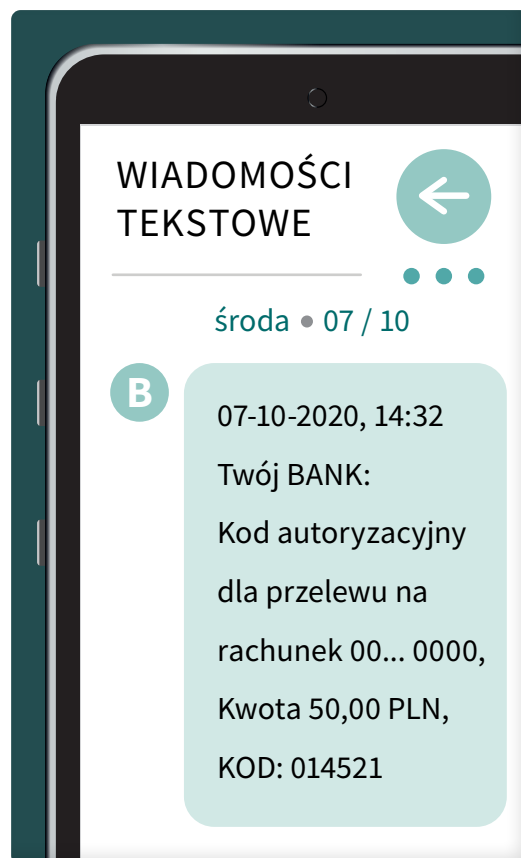 WIADOMOŚCI
TEKSTOWE
środa • 07 / 10
B
07-10-2020, 14:32
Twój BANK:
Kod autoryzacyjny
dla przelewu na
rachunek 00... 0000,
Kwota 50,00 PLN,
KOD: 014521